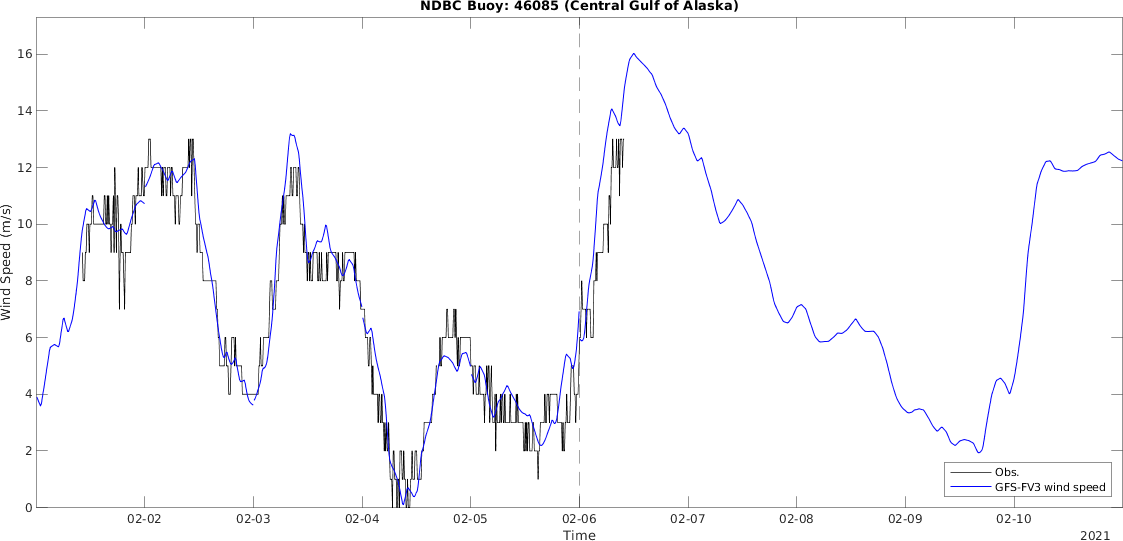 NDBC Buoy: 46085 (Central Gulf of Alaska)
16
14
12
10
8
6
4
2
0
Wind Speed (m/s)
02-02 02-03 02-04 02-05 02-06 02-07 02-08 02-09 02-10
Time
2021
Obs.
GFS-FV3 wind speed